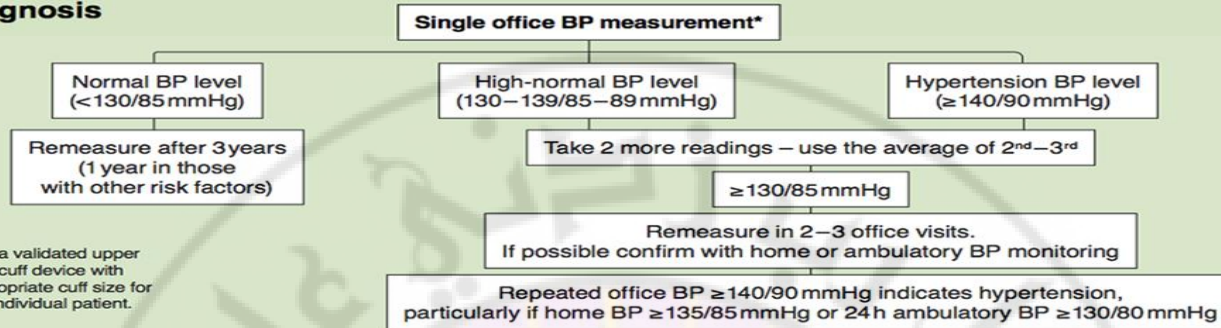 gnosis
Single office BP measurement*
Normal BP level
(<130/85 mmHg)
High-normal BP level
(130–139/85–89 mmHg)
Hypertension BP level
(≥140/90 mmHg)
Remeasure after 3 years
(1 year in those
with other risk factors)
Take 2 more readings – use the average of 2nd–3rd
≥130/85 mmHg
Remeasure in 2–3 office visits.
If possible confirm with home or ambulatory BP monitoring
a validated upper
cuff device with
opriate cuff size for
ndividual patient.
Repeated office BP ≥140/90 mmHg indicates hypertension,
particularly if home BP ≥135/85 mmHg or 24 h ambulatory BP ≥130/80 mmHg